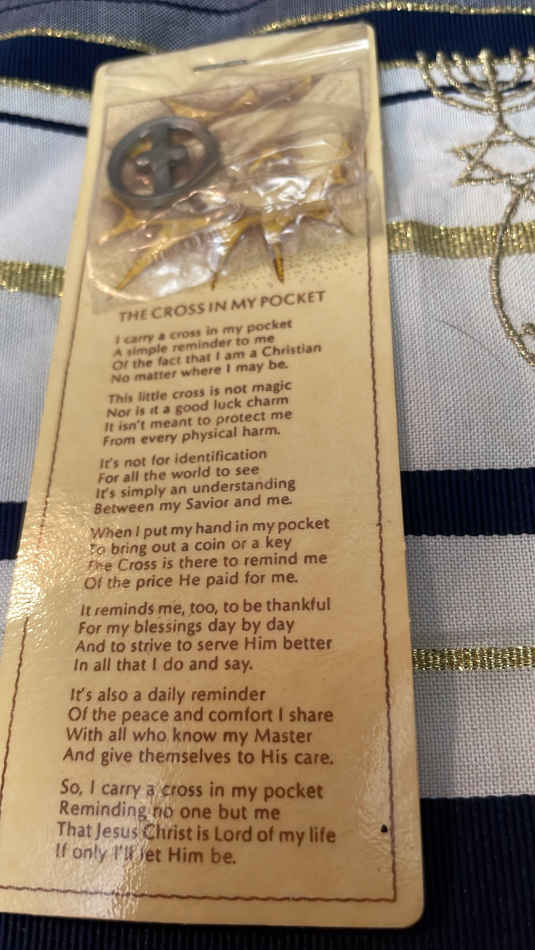 THE CROSS IN MY POCKET
I carry a cross in my pocket
A simple reminder to me
Of the fact that I am a Christian
No matter where I may be.
This little cross is not magic
Nor is it a good luck charm
It isn't meant to protect me
From every physical harm.
It's not for identification
For all the world to see
It's simply an understanding
Between my Savior and me.
When I put my hand in my pocket
To bring out a coin or a key
The Cross is there to remind me
Of the price He paid for me.
It reminds me, too, to be thankful
For my blessings day by day
And to strive to serve Him better
In all that I do and say.
It's also a daily reminder
Of the peace and comfort I share
With all who know my Master
And give themselves to His care.
So, I carry a cross in my pocket
Reminding no one but me
That Jesus Christ is Lord of my life
If only I'll let Him be.